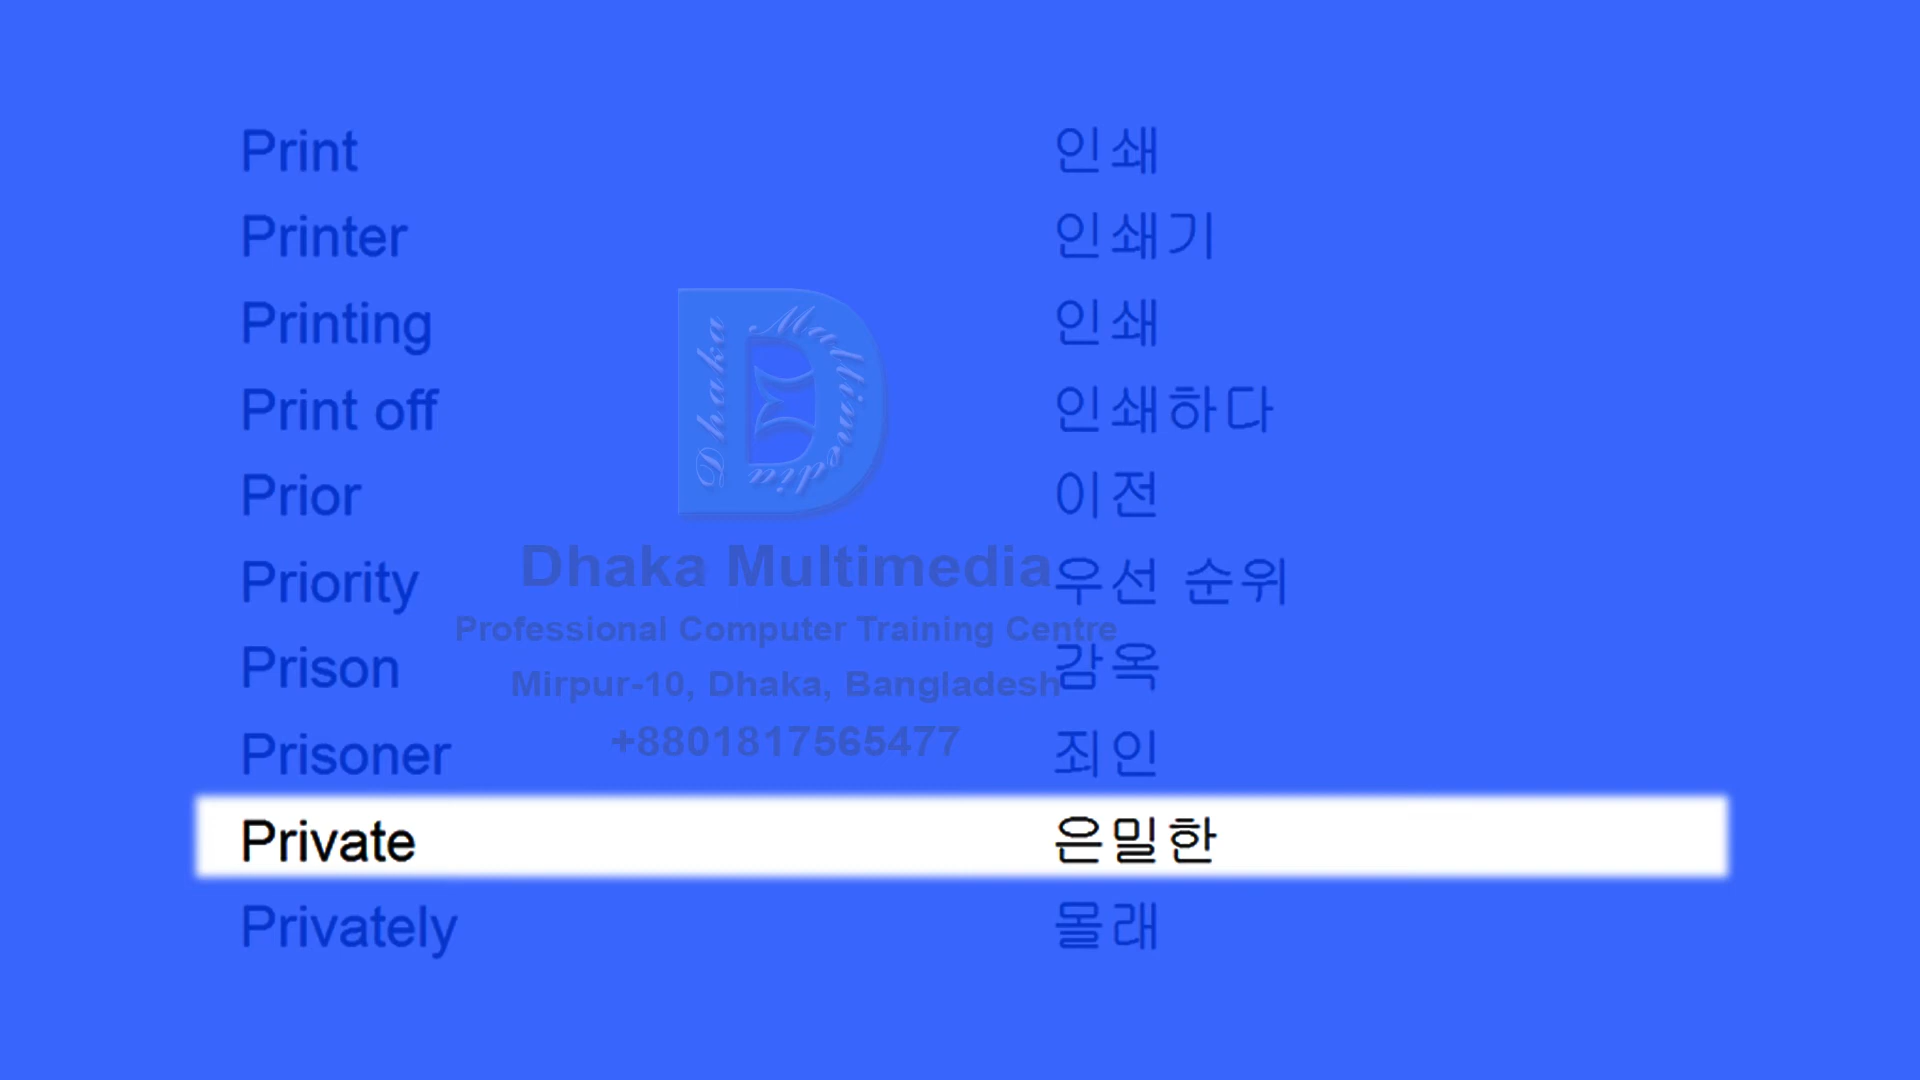 Print 인쇄
Printer 인쇄기
Printing 인쇄
Print off 인쇄하다
Prior 이전
Dhaka Multimedia
Dhaka Multimedia
Priority 우선 순위
Professional Computer Training Centre
Prison 감옥
Mirpur-10, Dhaka, Bangladesh
Prisoner 죄인
+8801817565477
Private 은밀한
Privately 몰래